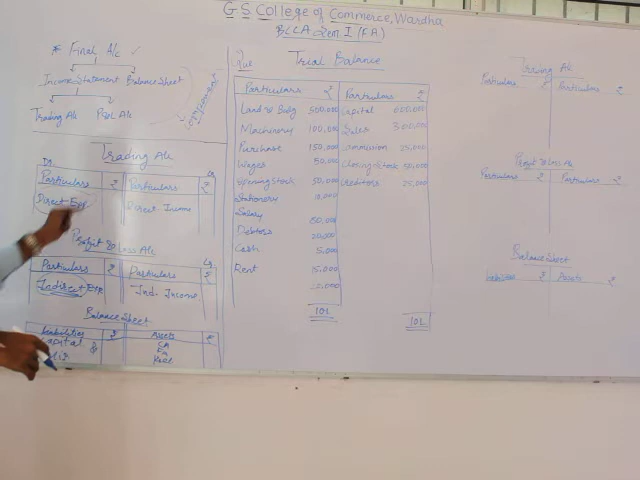 G S College of Commerce, Wardha
BCCA Sem I (FA)
* Final A/c ✓
Income Statement Balance Sheet
Trading A/c P&L A/c
Trading A/c
Dr. Cr.
Particulars ₹ Particulars ₹
Direct Exp. Direct Income
Profit & Loss A/c
Cr.
Particulars ₹ Particulars ₹
Indirect Exp Ind. Income
Balance Sheet
Liabilities ₹ Assets ₹
Capital
Trial Balance
Particulars ₹ Particulars ₹
Land & Bldg 500,000 Capital 600,000
Machinery 100,000 Sales 300,000
Purchase 150,000 Commission 25,000
Wages 50,000 Closing Stock 50,000
Opening Stock 50,000 Creditors 25,000
Stationery 10,000
Salary
Debtors 20,000
Cash 5,000
Rent 15,000
Trading A/c
Particulars ₹ Particulars ₹
Profit & Loss A/c
Particulars ₹ Particulars ₹
Balance Sheet
Liabilities ₹ Assets ₹